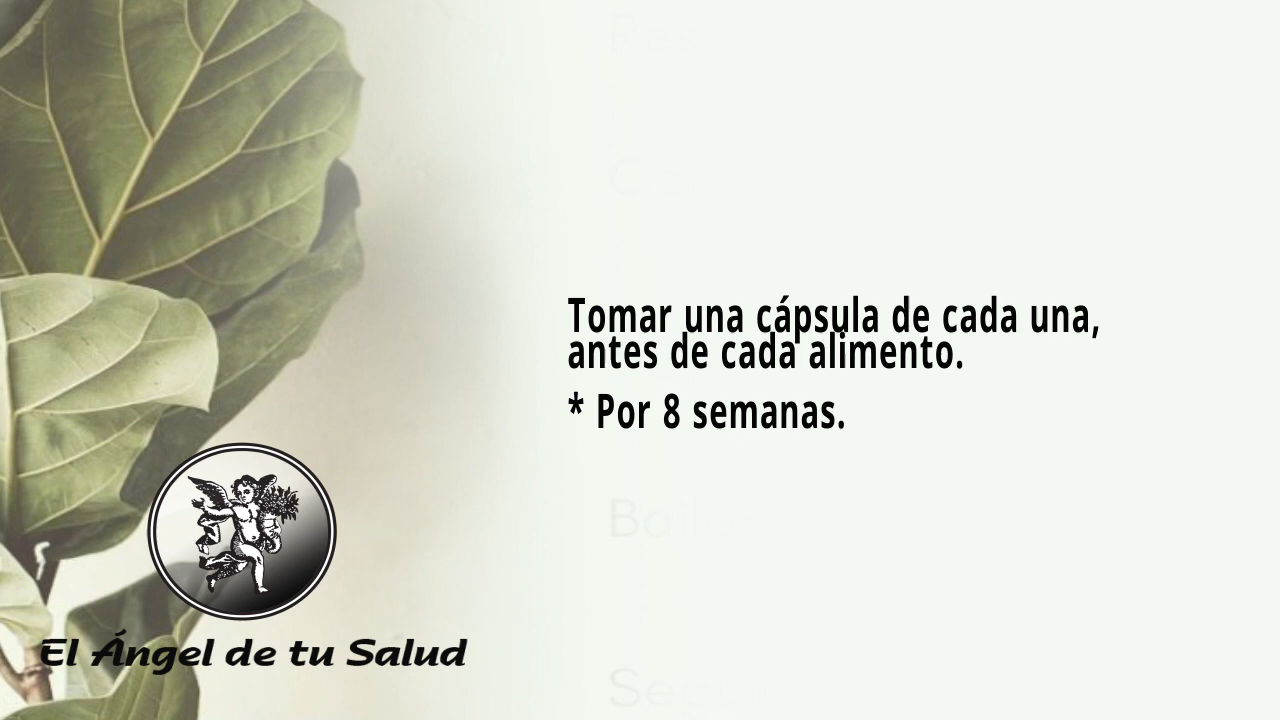 Tomar una cápsula de cada una,
antes de cada alimento.
* Por 8 semanas.
El Ángel de tu Salud